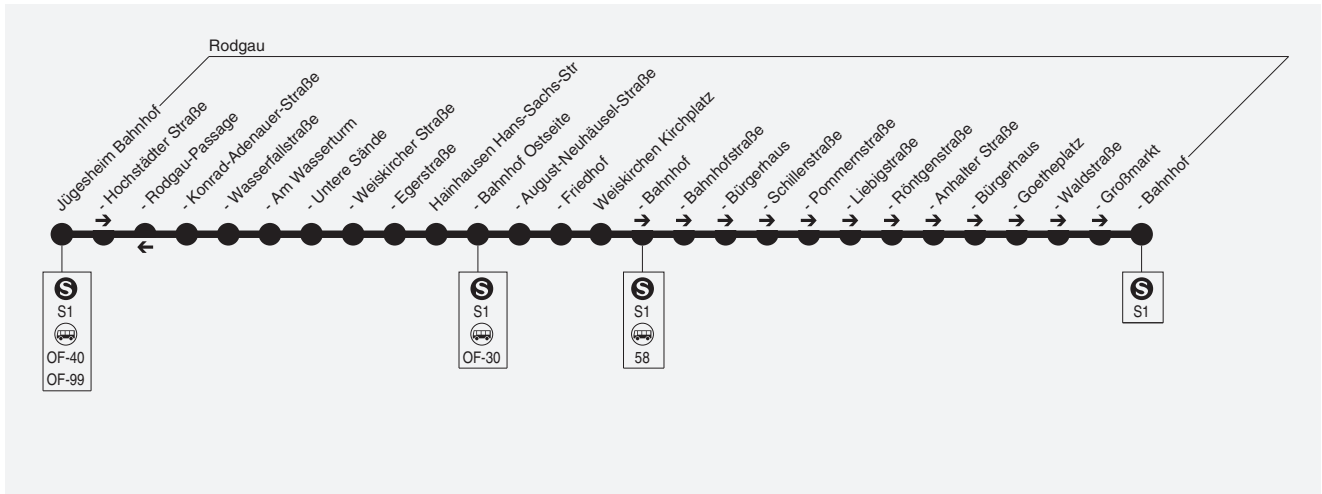 Rodgau
Jügesheim Bahnhof
- Hochstädter Straße
- Rodgau-Passage
- Konrad-Adenauer-Straße
- Wasserfallstraße
- Am Wasserturm
- Untere Sände
- Weiskircher Straße
- Egerstraße
Hainhausen Hans-Sachs-Str
- Bahnhof Ostseite
- August-Neuhäusel-Straße
- Friedhof
Weiskirchen Kirchplatz
- Bahnhof
- Bahnhofstraße
- Bürgerhaus
- Schillerstraße
- Pommernstraße
- Liebigstraße
- Röntgenstraße
- Anhalter Straße
- Bürgerhaus
- Goetheplatz
- Waldstraße
- Großmarkt
- Bahnhof
S
S1
OF-40
OF-99
S
S1
OF-30
S
S1
58
S
S1